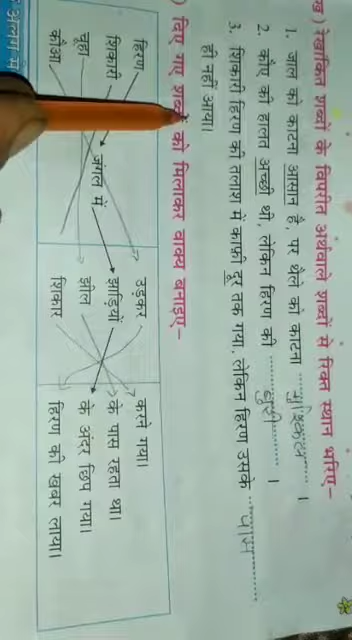 ख) रेखांकित शब्दों के विपरीत अर्थवाले शब्दों से रिक्त स्थान भरिए–
1. जाल को काटना आसान है, पर थैले को काटना ...मुश्किल... ।
2. कौए की हालत अच्छी थी, लेकिन हिरण की ...बुरी... ।
3. शिकारी हिरण की तलाश में काफ़ी दूर तक गया, लेकिन हिरण उसके ...पास...
ही नहीं आया।
) दिए गए शब्दों को मिलाकर वाक्य बनाइए–
हिरण उड़कर करने गया।
शिकारी जंगल में झाड़ियों के पास रहता था।
चूहा झील के अंदर छिप गया।
कौआ शिकार हिरण की खबर लाया।